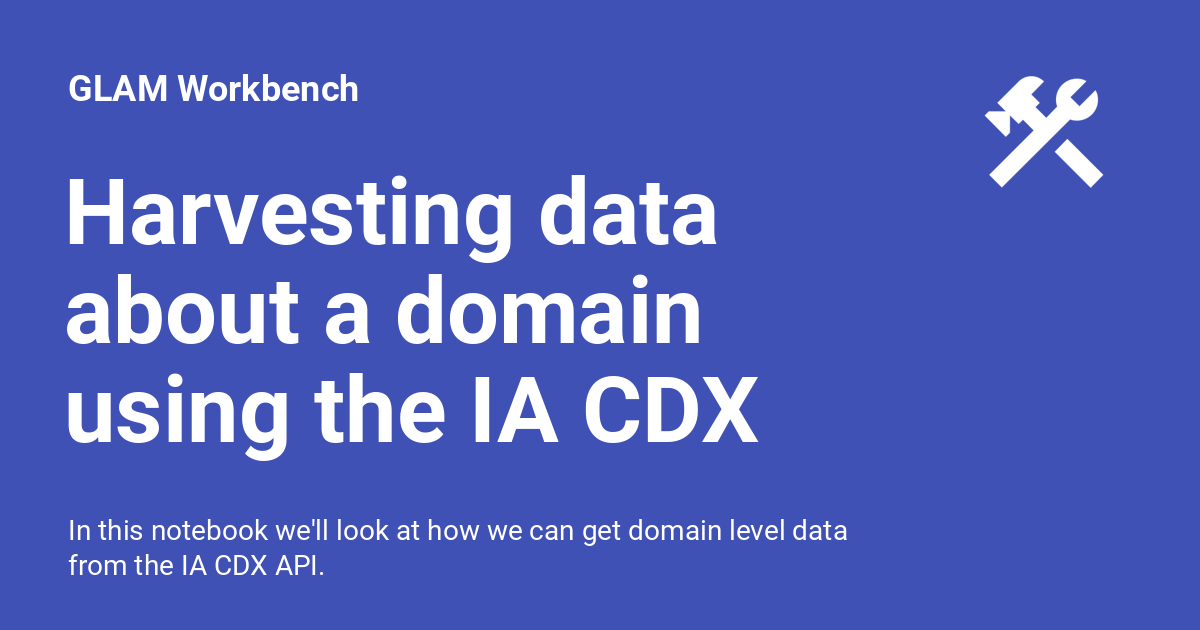 GLAM Workbench
Harvesting data
about a domain
using the IA CDX
In this notebook we'll look at how we can get domain level data
from the IA CDX API.